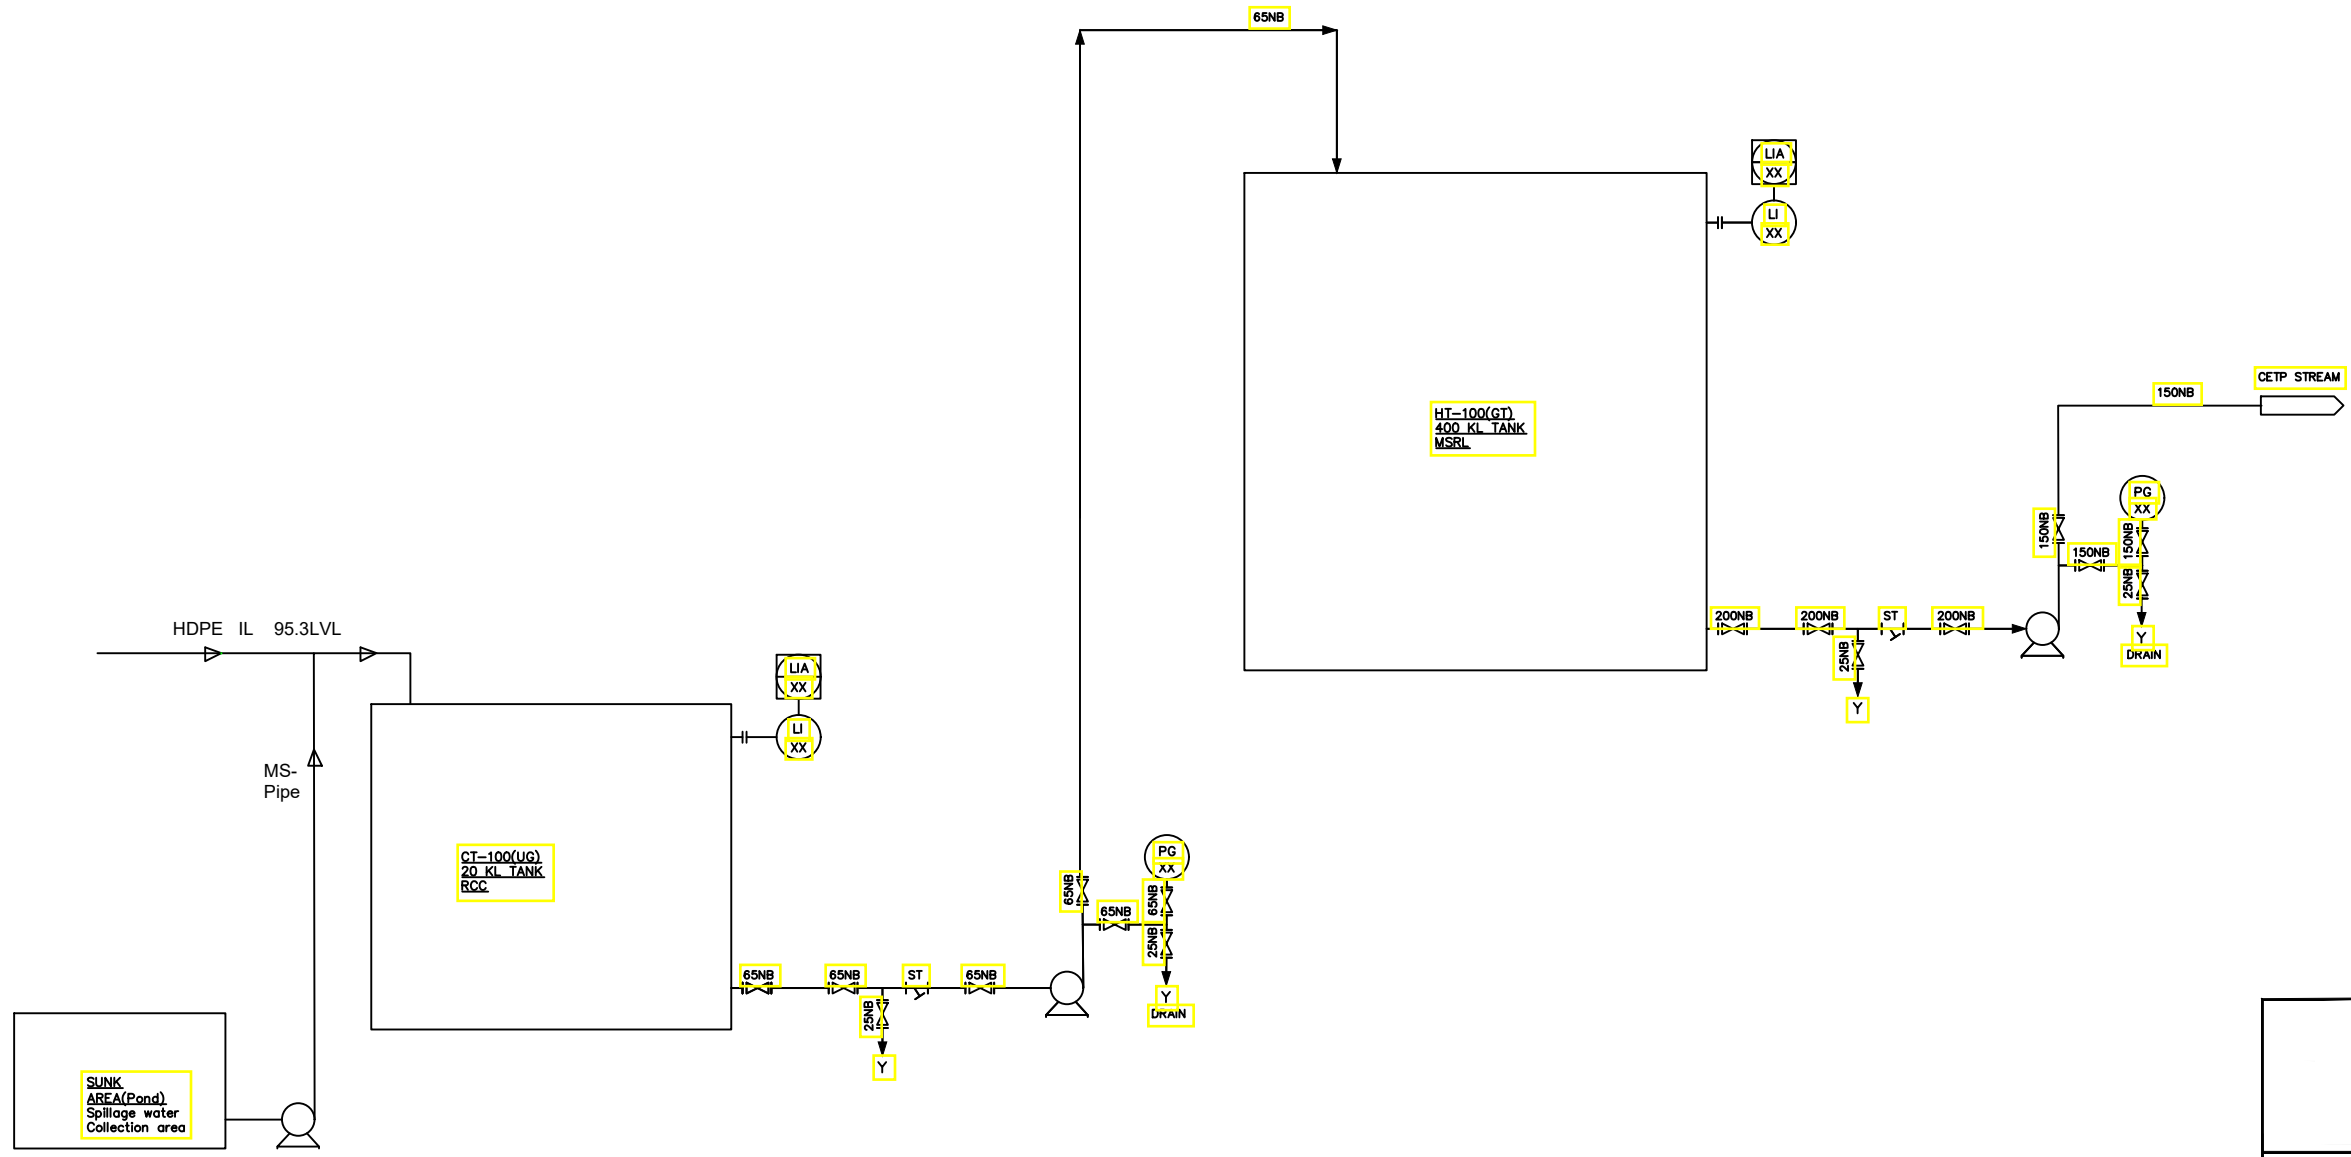 65NB
LIA
XX
LI
XX
HT-100(GT)
400 KL TANK
MSRL
CETP STREAM
150NB
PG
XX
150NB
150NB
150NB
25NB
Y
DRAIN
200NB
200NB
ST
200NB
25NB
Y
HDPE IL 95.3LVL
MS-
Pipe
LIA
XX
LI
XX
CT-100(UG)
20 KL TANK
RCC
PG
XX
65NB
65NB
65NB
25NB
Y
DRAIN
65NB
65NB
ST
65NB
25NB
Y
SUNK
AREA(Pond)
Spillage water
Collection area